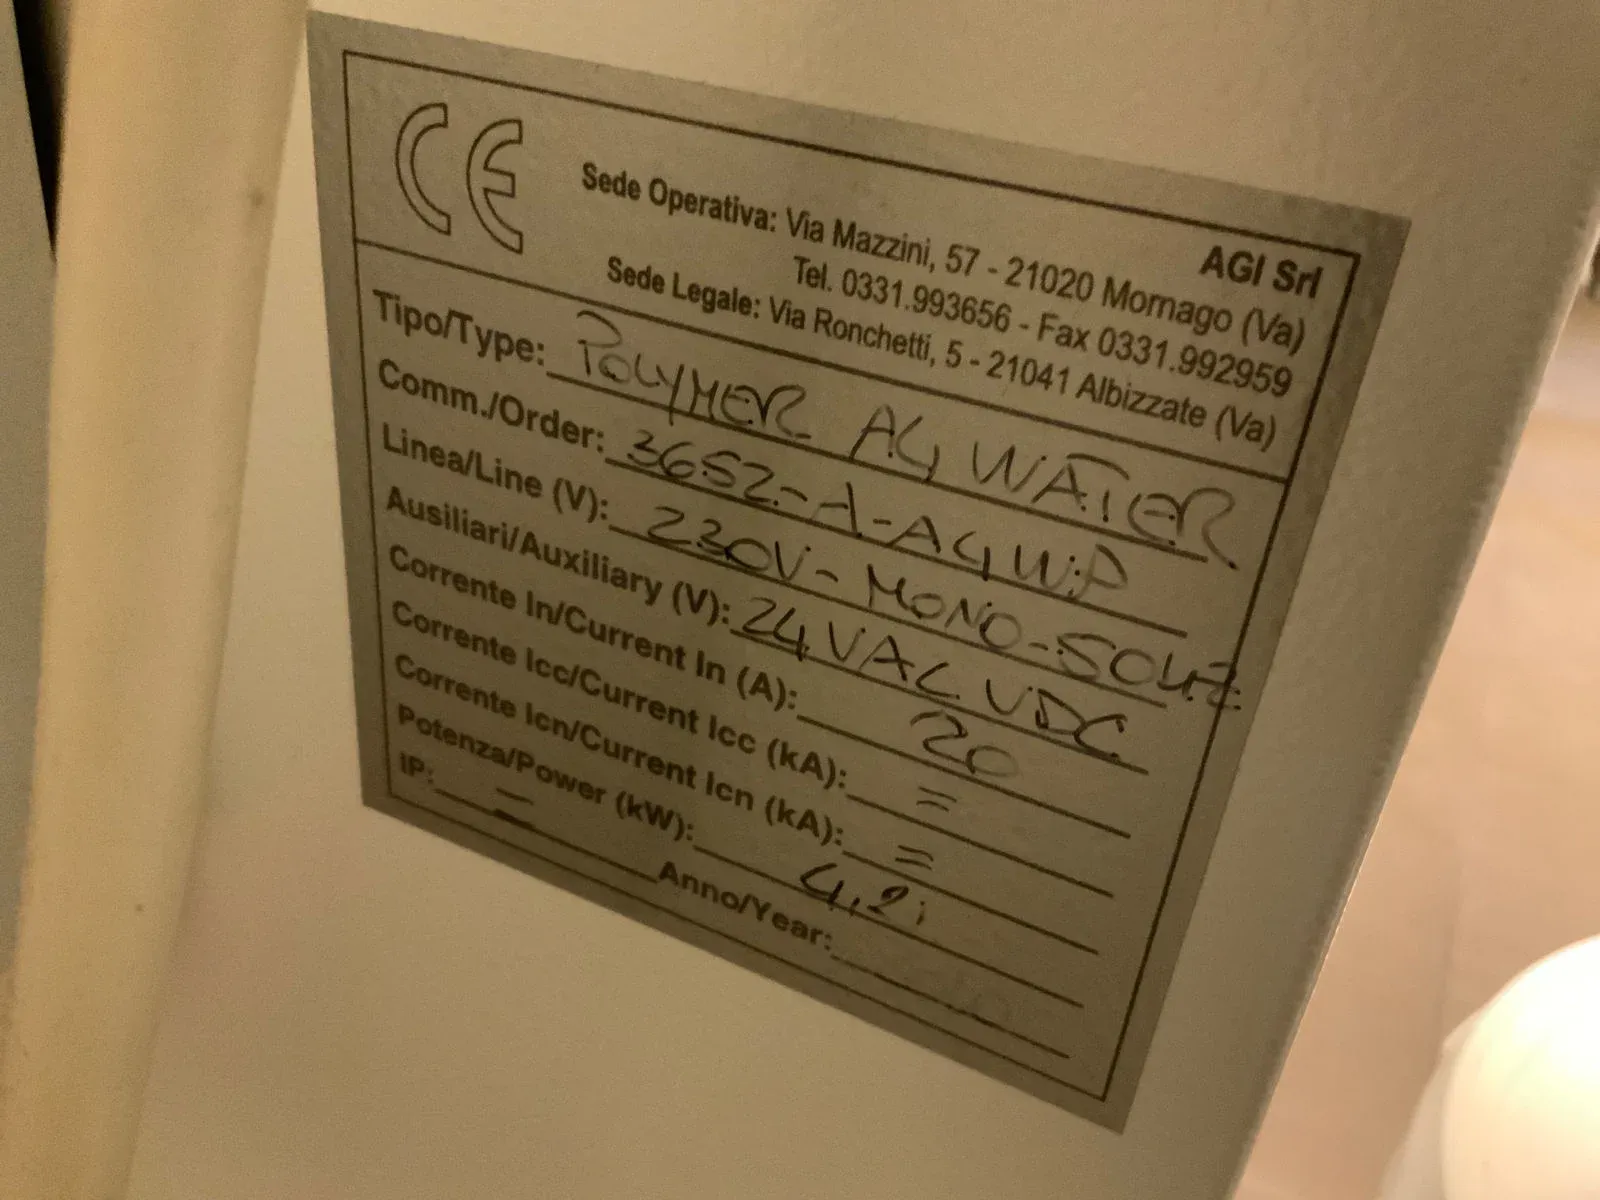 CE
AGI Srl
Sede Operativa: Via Mazzini, 57 - 21020 Mornago (Va)
Tel. 0331.993656 - Fax 0331.992959
Sede Legale: Via Ronchetti, 5 - 21041 Albizzate (Va)
Tipo/Type: POLYMER AG WATER
Comm./Order: 3652-A-AGWP
Linea/Line (V): 230V-MONO-50HZ
Ausiliari/Auxiliary (V): 24 VAC VDC
Corrente In/Current In (A): 20
Corrente Icc/Current Icc (kA): =
Corrente Icn/Current Icn (kA): =
Potenza/Power (kW): 4,2
IP: = Anno/Year: